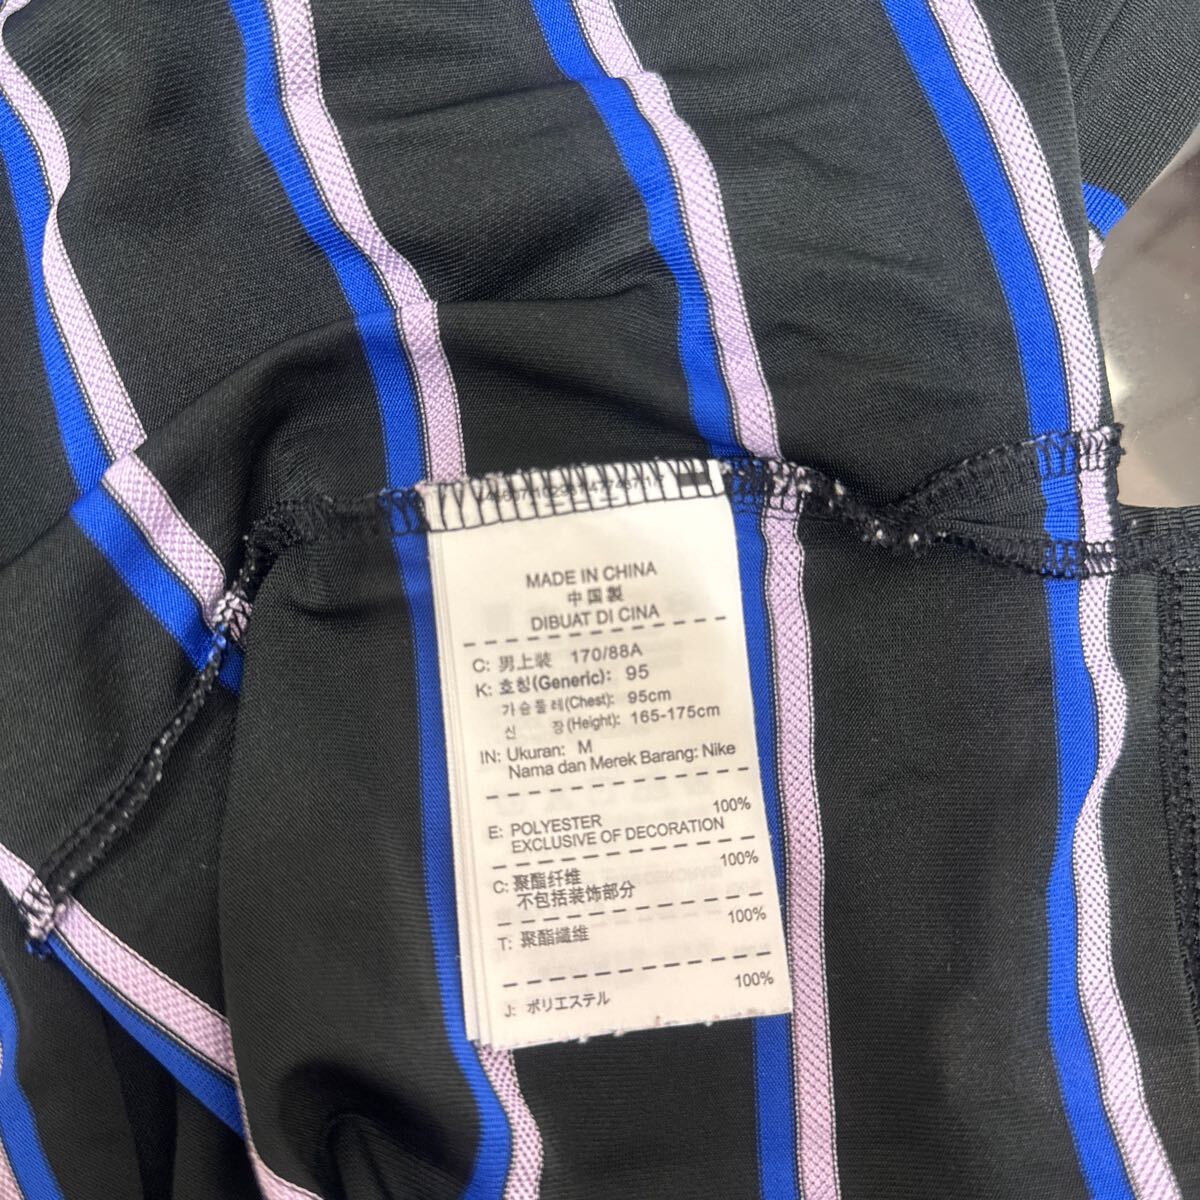 MADE IN CHINA
中国製
DIBUAT DI CINA
C: 男上装 170/88A
K: 호칭(Generic): 95
가슴둘레(Chest): 95cm
신 장(Height): 165-175cm
IN: Ukuran: M
Nama dan Merek Barang: Nike
100%
E: POLYESTER
EXCLUSIVE OF DECORATION
100%
C: 聚酯纤维
不包括装饰部分
100%
T: 聚酯纖維
100%
J: ポリエステル